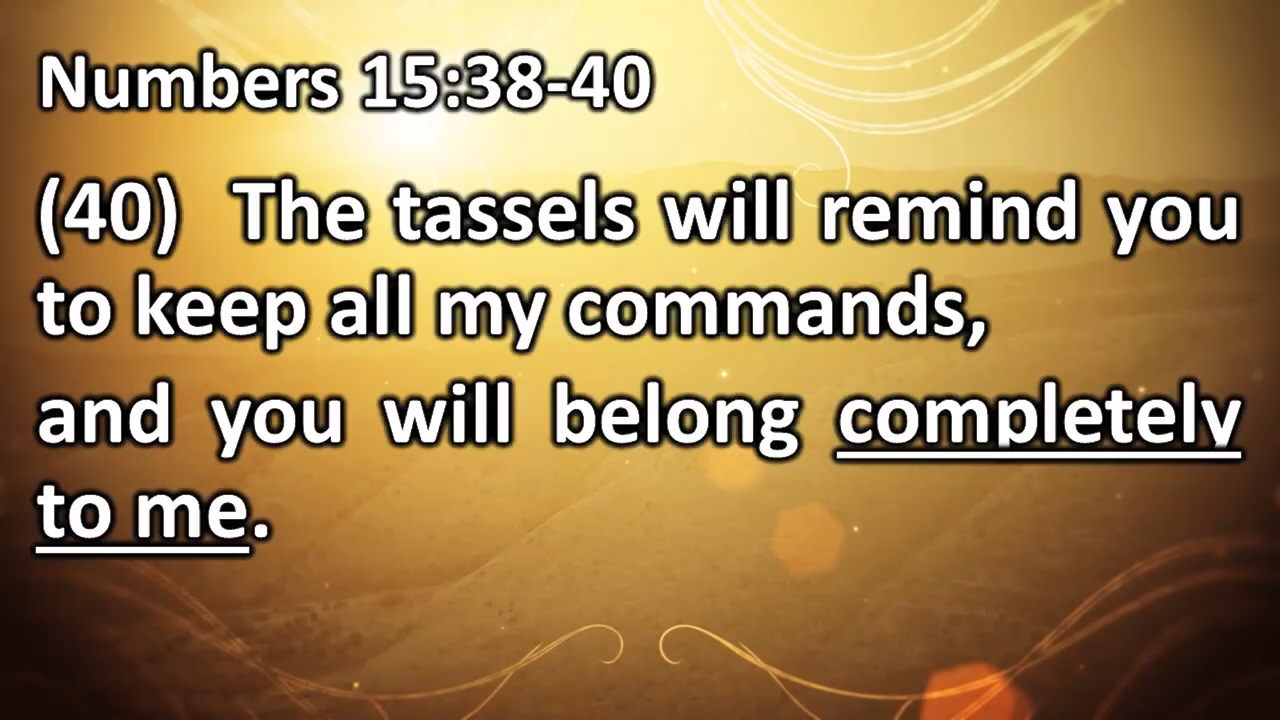 Numbers 15:38-40
(40) The tassels will remind you
to keep all my commands,
and you will belong completely
to me.